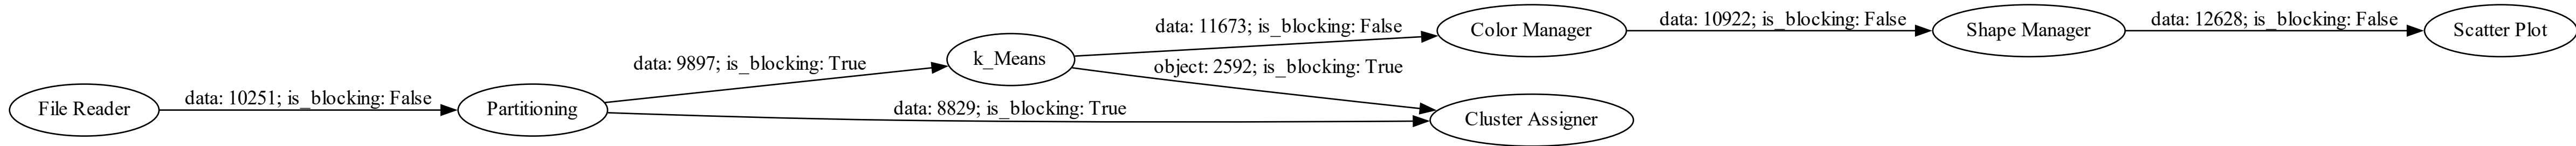 File Reader
data: 10251; is_blocking: False
Partitioning
data: 9897; is_blocking: True
data: 8829; is_blocking: True
k_Means
data: 11673; is_blocking: False
object: 2592; is_blocking: True
Color Manager
Cluster Assigner
data: 10922; is_blocking: False
Shape Manager
data: 12628; is_blocking: False
Scatter Plot